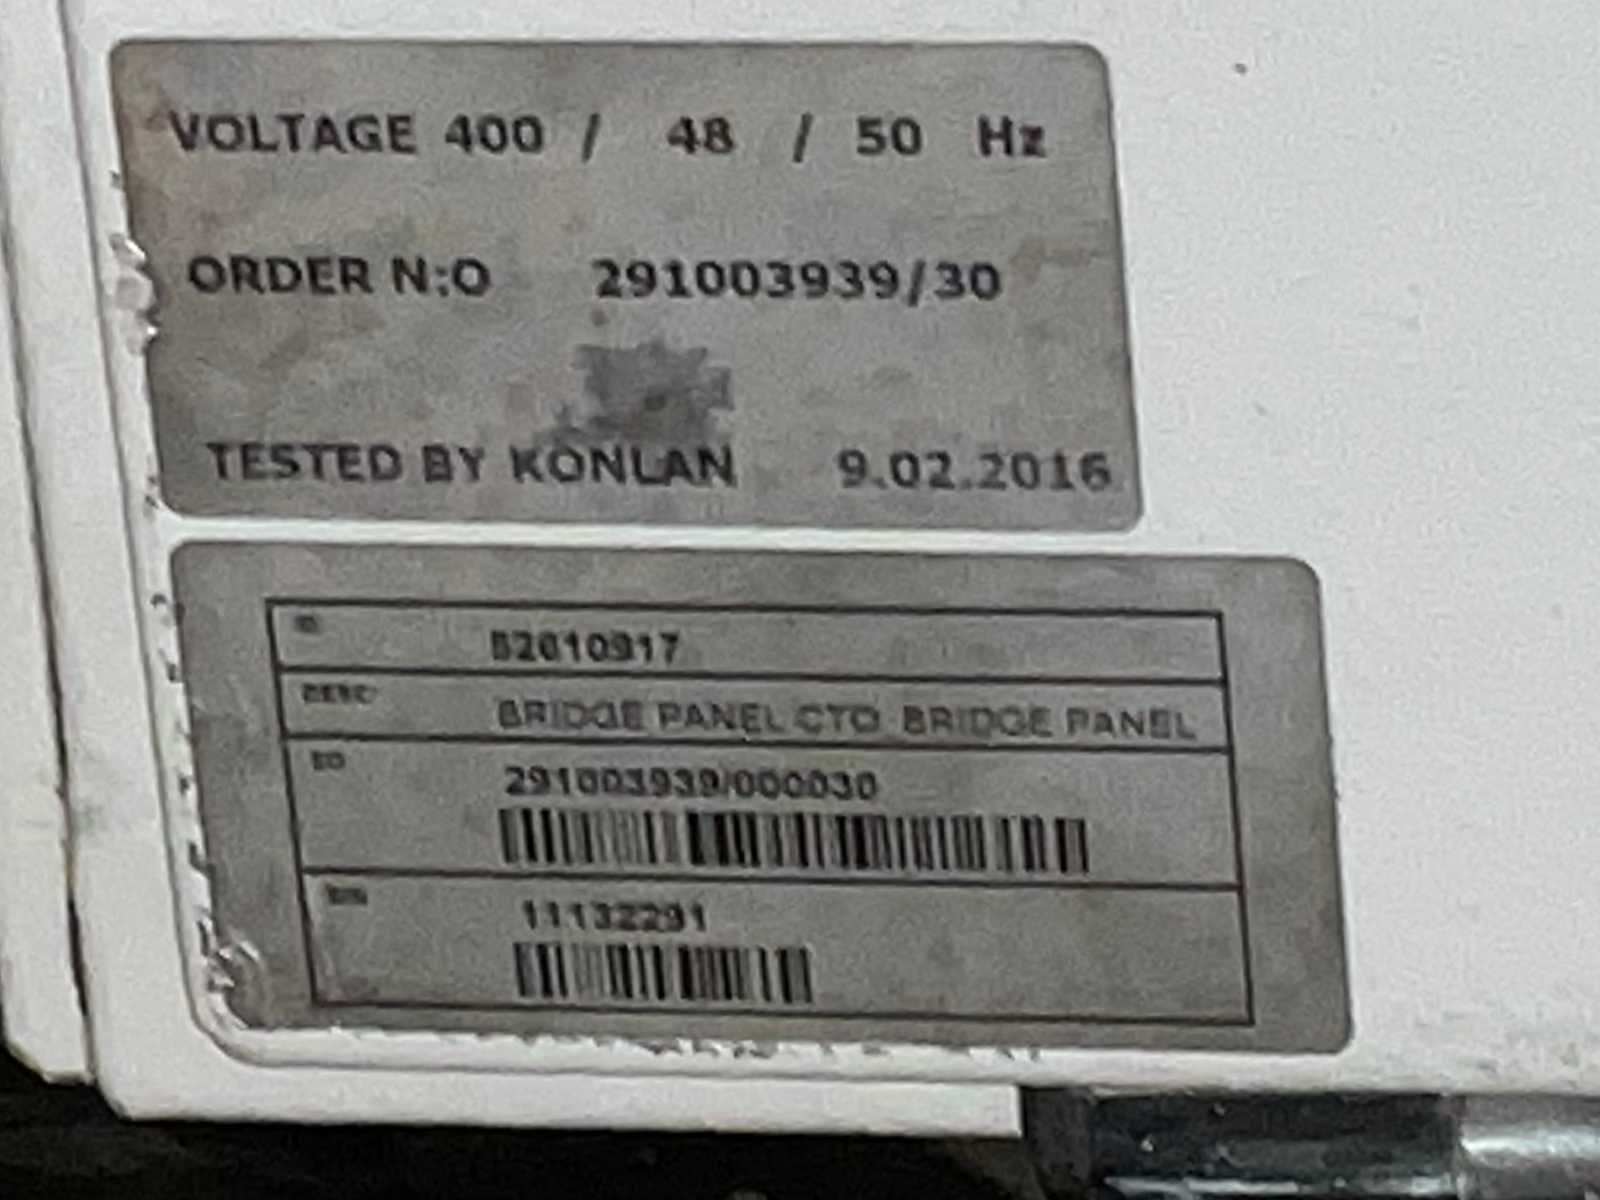 VOLTAGE 400 / 48 / 50 Hz
ORDER N:O 291003939/30
TESTED BY KONLAN 9.02.2016
DESC
BRIDGE PANEL CTO BRIDGE PANEL
291003939/000030
11132291